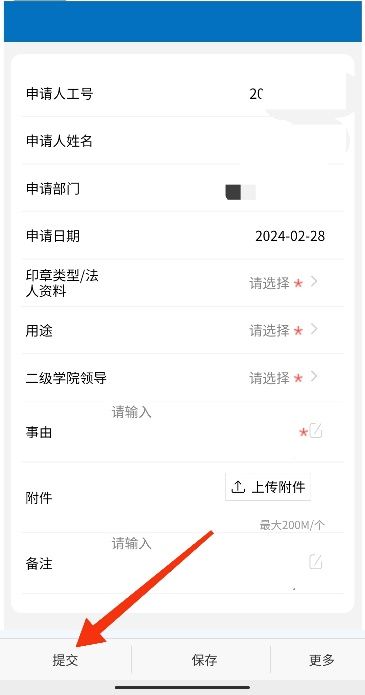 申请人工号 20
申请人姓名
申请部门
申请日期 2024-02-28
印章类型/法
人资料
请选择 *
用途 请选择 *
二级学院领导 请选择 *
请输入
事由 *
附件 上传附件
最大200M/个
请输入
备注
提交 保存 更多